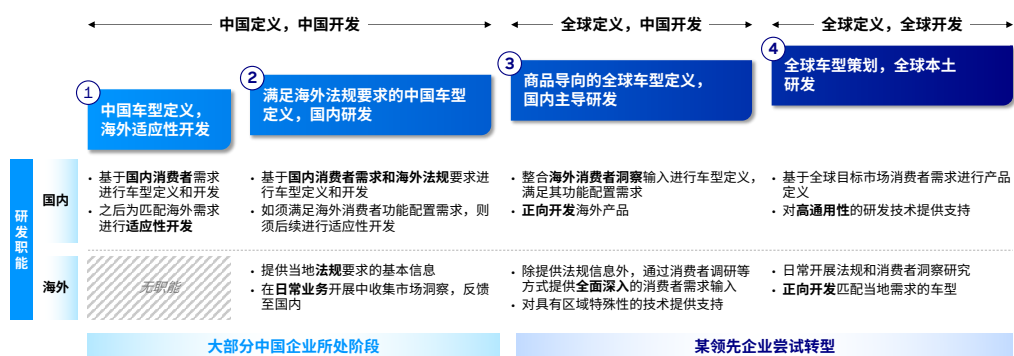 中国定义，中国开发
全球定义，中国开发
全球定义，全球开发
1
中国车型定义，
海外适应性开发
2
满足海外法规要求的中国车型
定义，国内研发
3
商品导向的全球车型定义，
国内主导研发
4
全球车型策划，全球本土
研发
研发职能
国内
• 基于国内消费者需求
进行车型定义和开发
• 之后为匹配海外需求
进行适应性开发
• 基于国内消费者需求和海外法规要求进
行车型定义和开发
• 如须满足海外消费者功能配置需求，则
须后续进行适应性开发
• 整合海外消费者洞察输入进行车型定义，
满足其功能配置需求
• 正向开发海外产品
• 基于全球目标市场消费者需求进行产品
定义
• 对高通用性的研发技术提供支持
海外
无职能
• 提供当地法规要求的基本信息
• 在日常业务开展中收集市场洞察，反馈
至国内
• 除提供法规信息外，通过消费者调研等
方式提供全面深入的消费者需求输入
• 对具有区域特殊性的技术提供支持
• 日常开展法规和消费者洞察研究
• 正向开发匹配当地需求的车型
大部分中国企业所处阶段
某领先企业尝试转型